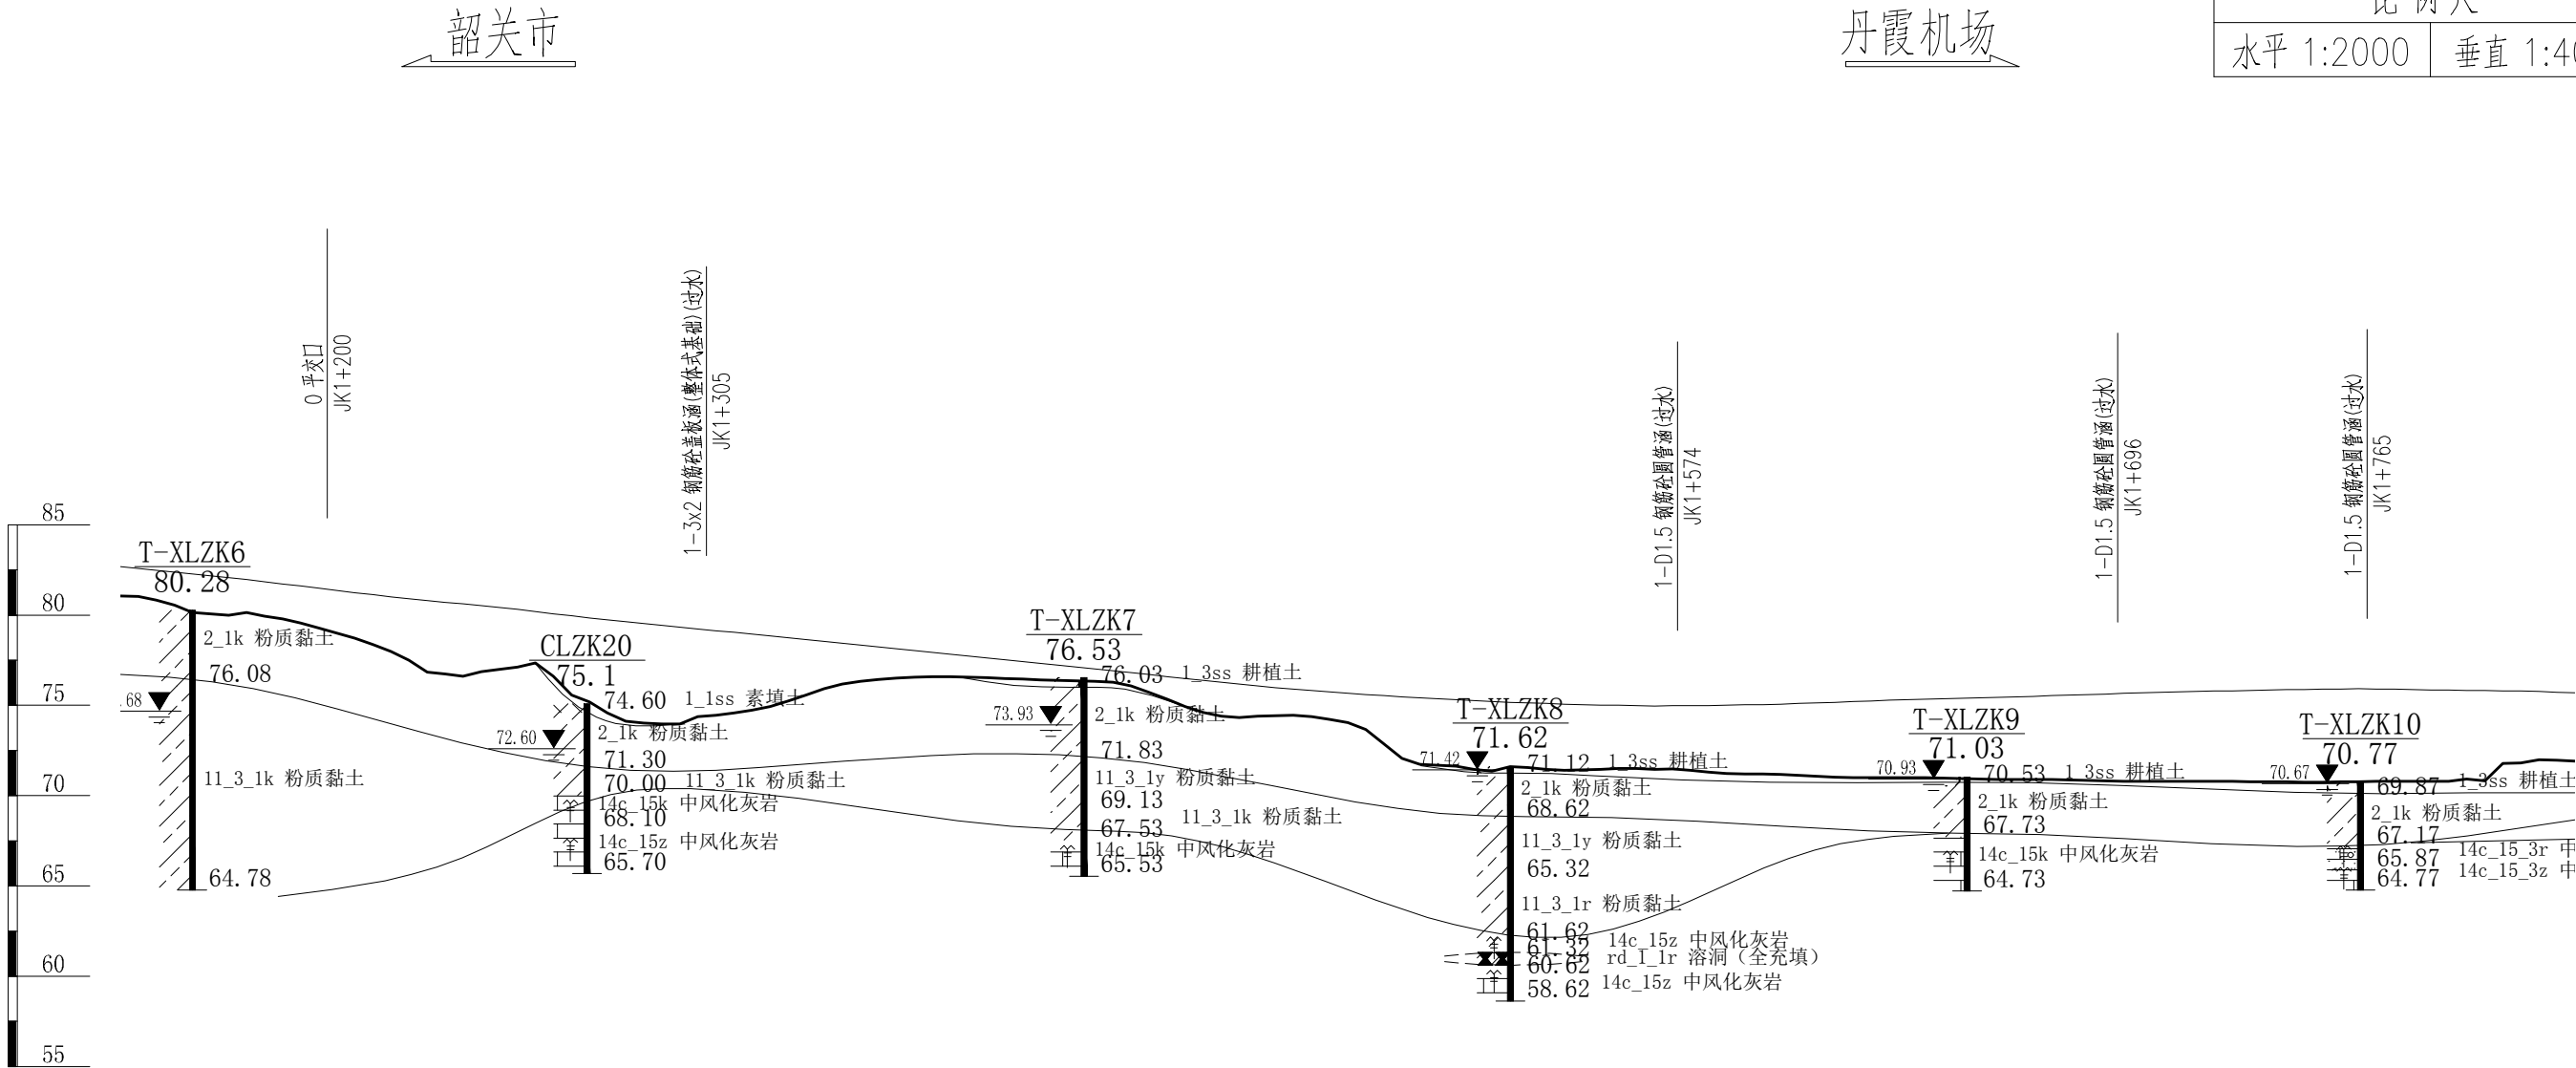 韶关市
丹霞机场
水平 1:2000
垂直 1:40
0 平交口
JK1+200
1-3x2 钢筋砼盖板涵(整体式基础)(过水)
JK1+305
1-D1.5 钢筋砼圆管涵(过水)
JK1+574
1-D1.5 钢筋砼圆管涵(过水)
JK1+696
1-D1.5 钢筋砼圆管涵(过水)
JK1+765
85
80
75
70
65
60
55
T-XLZK6
80.28
2_1k 粉质黏土
76.08
.68
11_3_1k 粉质黏土
64.78
CLZK20
75.1
74.60 1_1ss 素填土
72.60
2_1k 粉质黏土
71.30
70.00 11_3_1k 粉质黏土
14c_15k 中风化灰岩
68.10
14c_15z 中风化灰岩
65.70
T-XLZK7
76.53
76.03 1_3ss 耕植土
73.93
2_1k 粉质黏土
71.83
11_3_1y 粉质黏土
69.13
11_3_1k 粉质黏土
67.53
14c_15k 中风化灰岩
65.53
T-XLZK8
71.62
71.42
71.12 1_3ss 耕植土
2_1k 粉质黏土
68.62
11_3_1y 粉质黏土
65.32
11_3_1r 粉质黏土
61.62
14c_15z 中风化灰岩
61.32
rd_1_1r 溶洞（全充填）
60.62
14c_15z 中风化灰岩
58.62
T-XLZK9
71.03
70.93
70.53 1_3ss 耕植土
2_1k 粉质黏土
67.73
14c_15k 中风化灰岩
64.73
T-XLZK10
70.77
70.67
69.87 1_3ss 耕植土
2_1k 粉质黏土
67.17
14c_15_3r 中
65.87
14c_15_3z 中
64.77